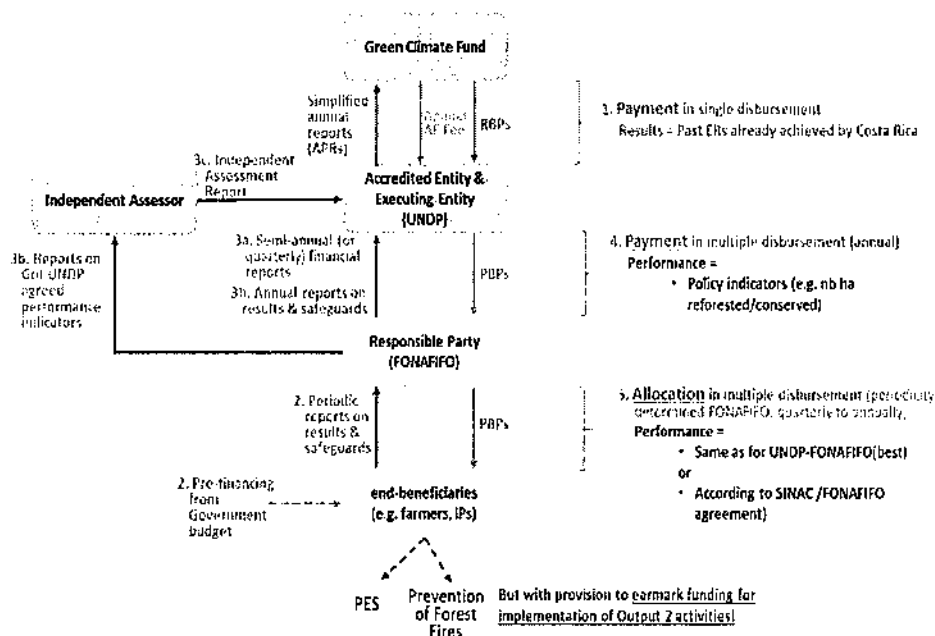 Green Climate Fund
Simplified
annual
reports
(APRs)
AE Fee
RBPs
1. Payment in single disbursement
Results = Past ERs already achieved by Costa Rica
3c. Independent
Assessment
Report
Independent Assessor
Accredited Entity &
Executing Entity
(UNDP)
3b. Reports on
GoI-UNDP
agreed
performance
indicators
3a. Semi-annual (or
quarterly) financial
reports
3b. Annual reports on
results & safeguards
PBPs
4. Payment in multiple disbursement (annual)
Performance =
• Policy indicators (e.g. nb ha
reforested/conserved)
Responsible Party
(FONAFIFO)
2. Periodic
reports on
results &
safeguards
PBPs
5. Allocation in multiple disbursement (periodicity
determined FONAFIFO, quarterly to annually,
Performance =
• Same as for UNDP-FONAFIFO(best)
or
• According to SINAC /FONAFIFO
agreement)
2. Pre-financing
from
Government
budget
end-beneficiaries
(e.g. farmers, IPs)
PES
Prevention
of Forest
Fires
But with provision to earmark funding for
implementation of Output 2 activities!